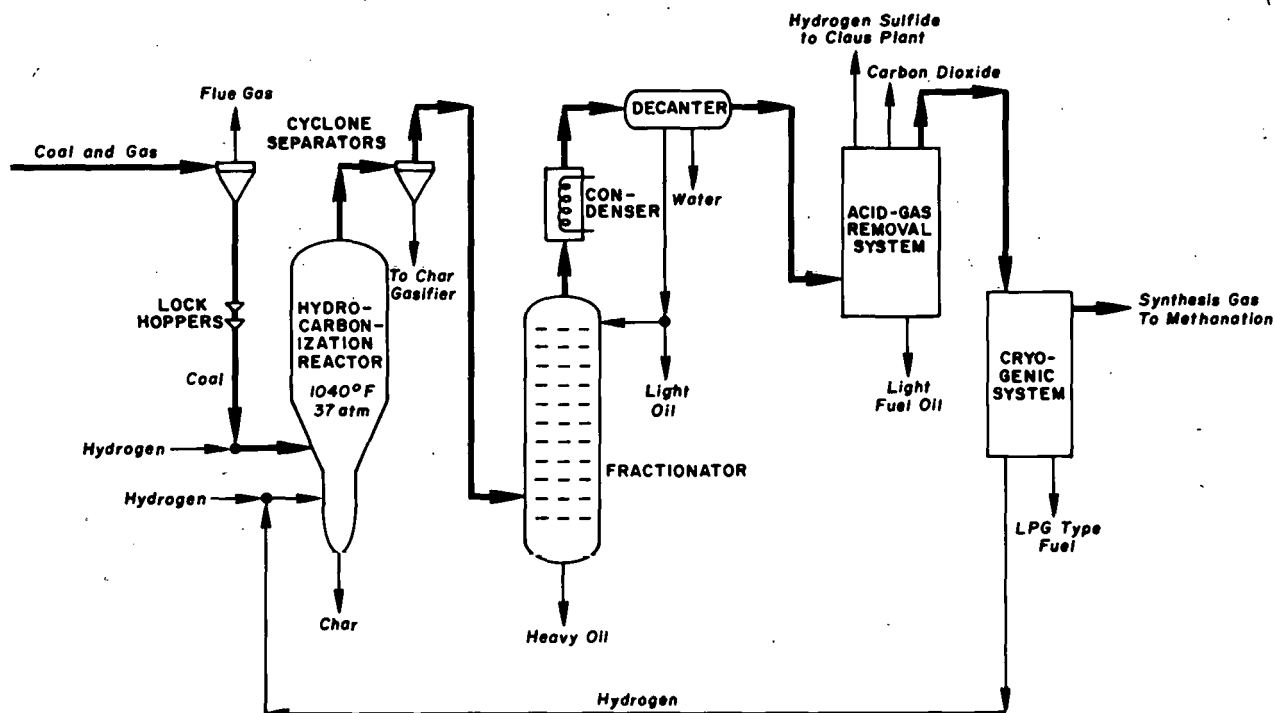 Hydrogen Sulfide
to Claus Plant
Carbon Dioxide
Flue Gas
DECANTER
CYCLONE
SEPARATORS
Coal and Gas
CON-
DENSER
Water
ACID-GAS
REMOVAL
SYSTEM
To Char
Gasifier
LOCK
HOPPERS
HYDRO-
CARBON-
IZATION
REACTOR
1040°F
37 atm
Synthesis Gas
To Methanation
CRYO-
GENIC
SYSTEM
Coal
Light
Oil
Light
Fuel Oil
Hydrogen
FRACTIONATOR
Hydrogen
LPG Type
Fuel
Char
Heavy Oil
Hydrogen